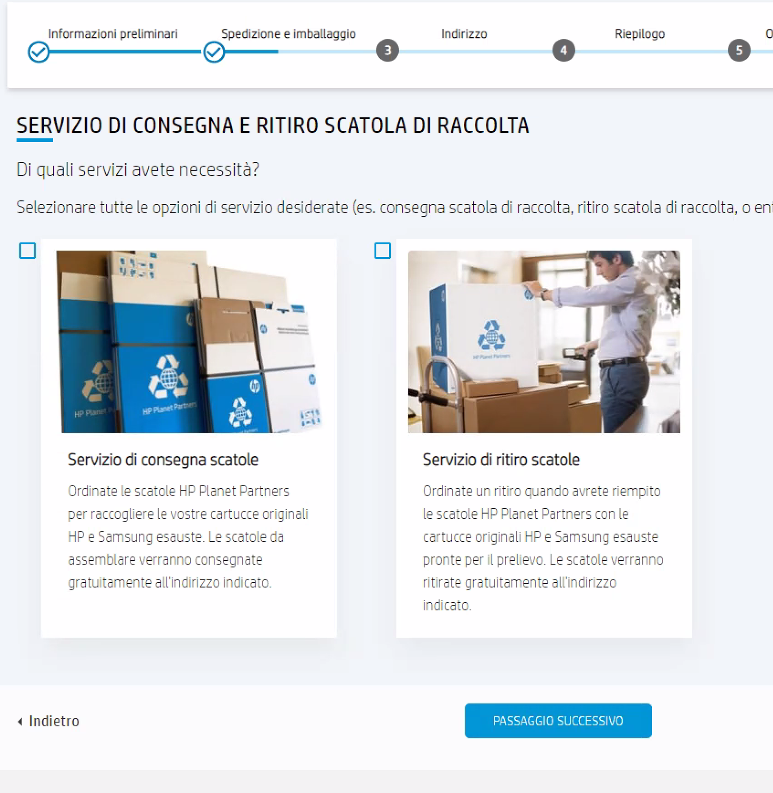 Informazioni preliminari
Spedizione e imballaggio
Indirizzo
Riepilogo
3
4
5
SERVIZIO DI CONSEGNA E RITIRO SCATOLA DI RACCOLTA
Di quali servizi avete necessità?
Selezionare tutte le opzioni di servizio desiderate (es. consegna scatola di raccolta, ritiro scatola di raccolta, o
HP Planet
HP Planet Partners
hp
HP Planet Partners
Servizio di consegna scatole
Ordinate le scatole HP Planet Partners
per raccogliere le vostre cartucce originali
HP e Samsung esauste. Le scatole da
assemblare verranno consegnate
gratuitamente all'indirizzo indicato.
Servizio di ritiro scatole
Ordinate un ritiro quando avrete riempito
le scatole HP Planet Partners con le
cartucce originali HP e Samsung esauste
pronte per il prelievo. Le scatole verranno
ritirate gratuitamente all'indirizzo
indicato.
Indietro
PASSAGGIO SUCCESSIVO